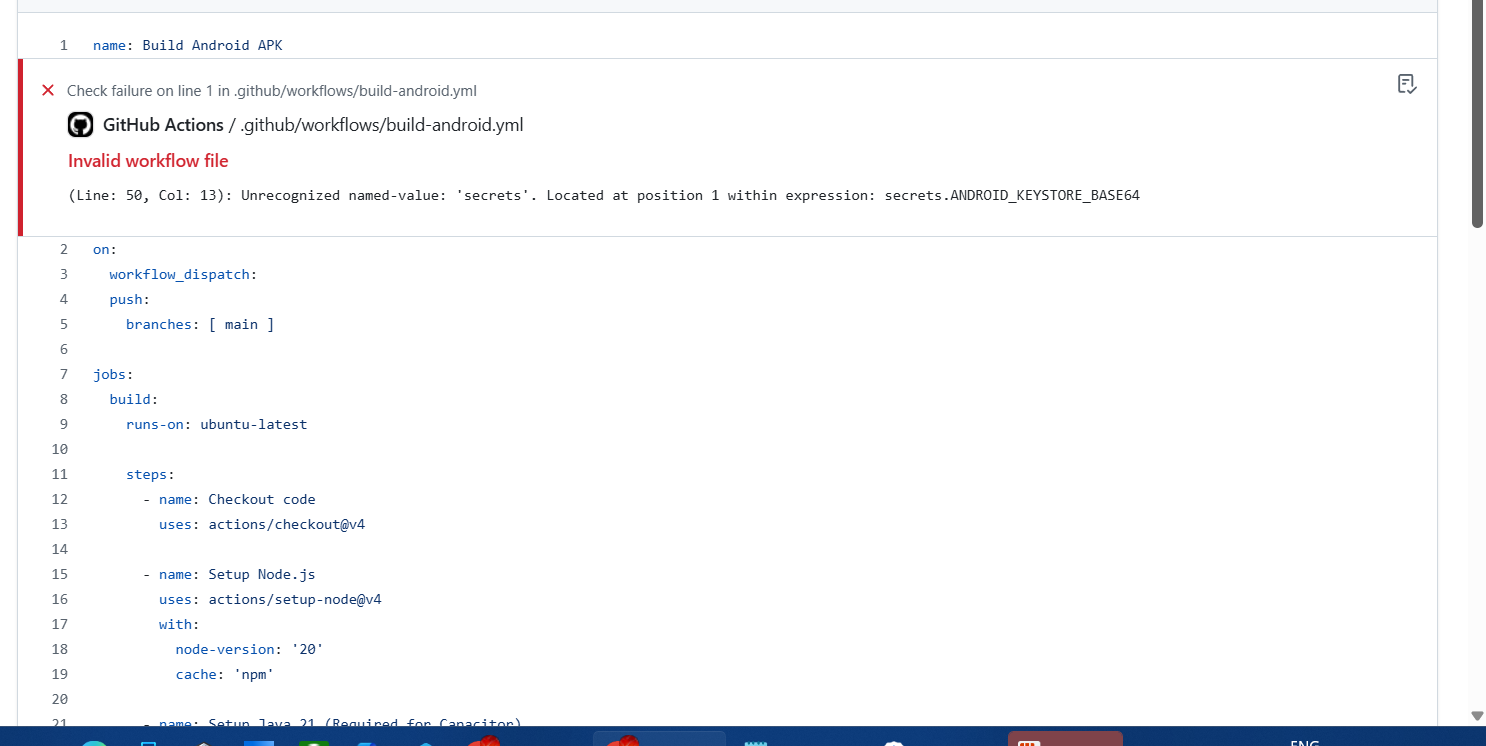 1 name: Build Android APK
Check failure on line 1 in .github/workflows/build-android.yml
GitHub Actions / .github/workflows/build-android.yml
Invalid workflow file
(Line: 50, Col: 13): Unrecognized named-value: 'secrets'. Located at position 1 within expression: secrets.ANDROID_KEYSTORE_BASE64
2 on:
3 workflow_dispatch:
4 push:
5 branches: [ main ]
6
7 jobs:
8 build:
9 runs-on: ubuntu-latest
10
11 steps:
12 - name: Checkout code
13 uses: actions/checkout@v4
14
15 - name: Setup Node.js
16 uses: actions/setup-node@v4
17 with:
18 node-version: '20'
19 cache: 'npm'
20
21 - name: Setup Java 21 (Required for Capacitor)
ENG